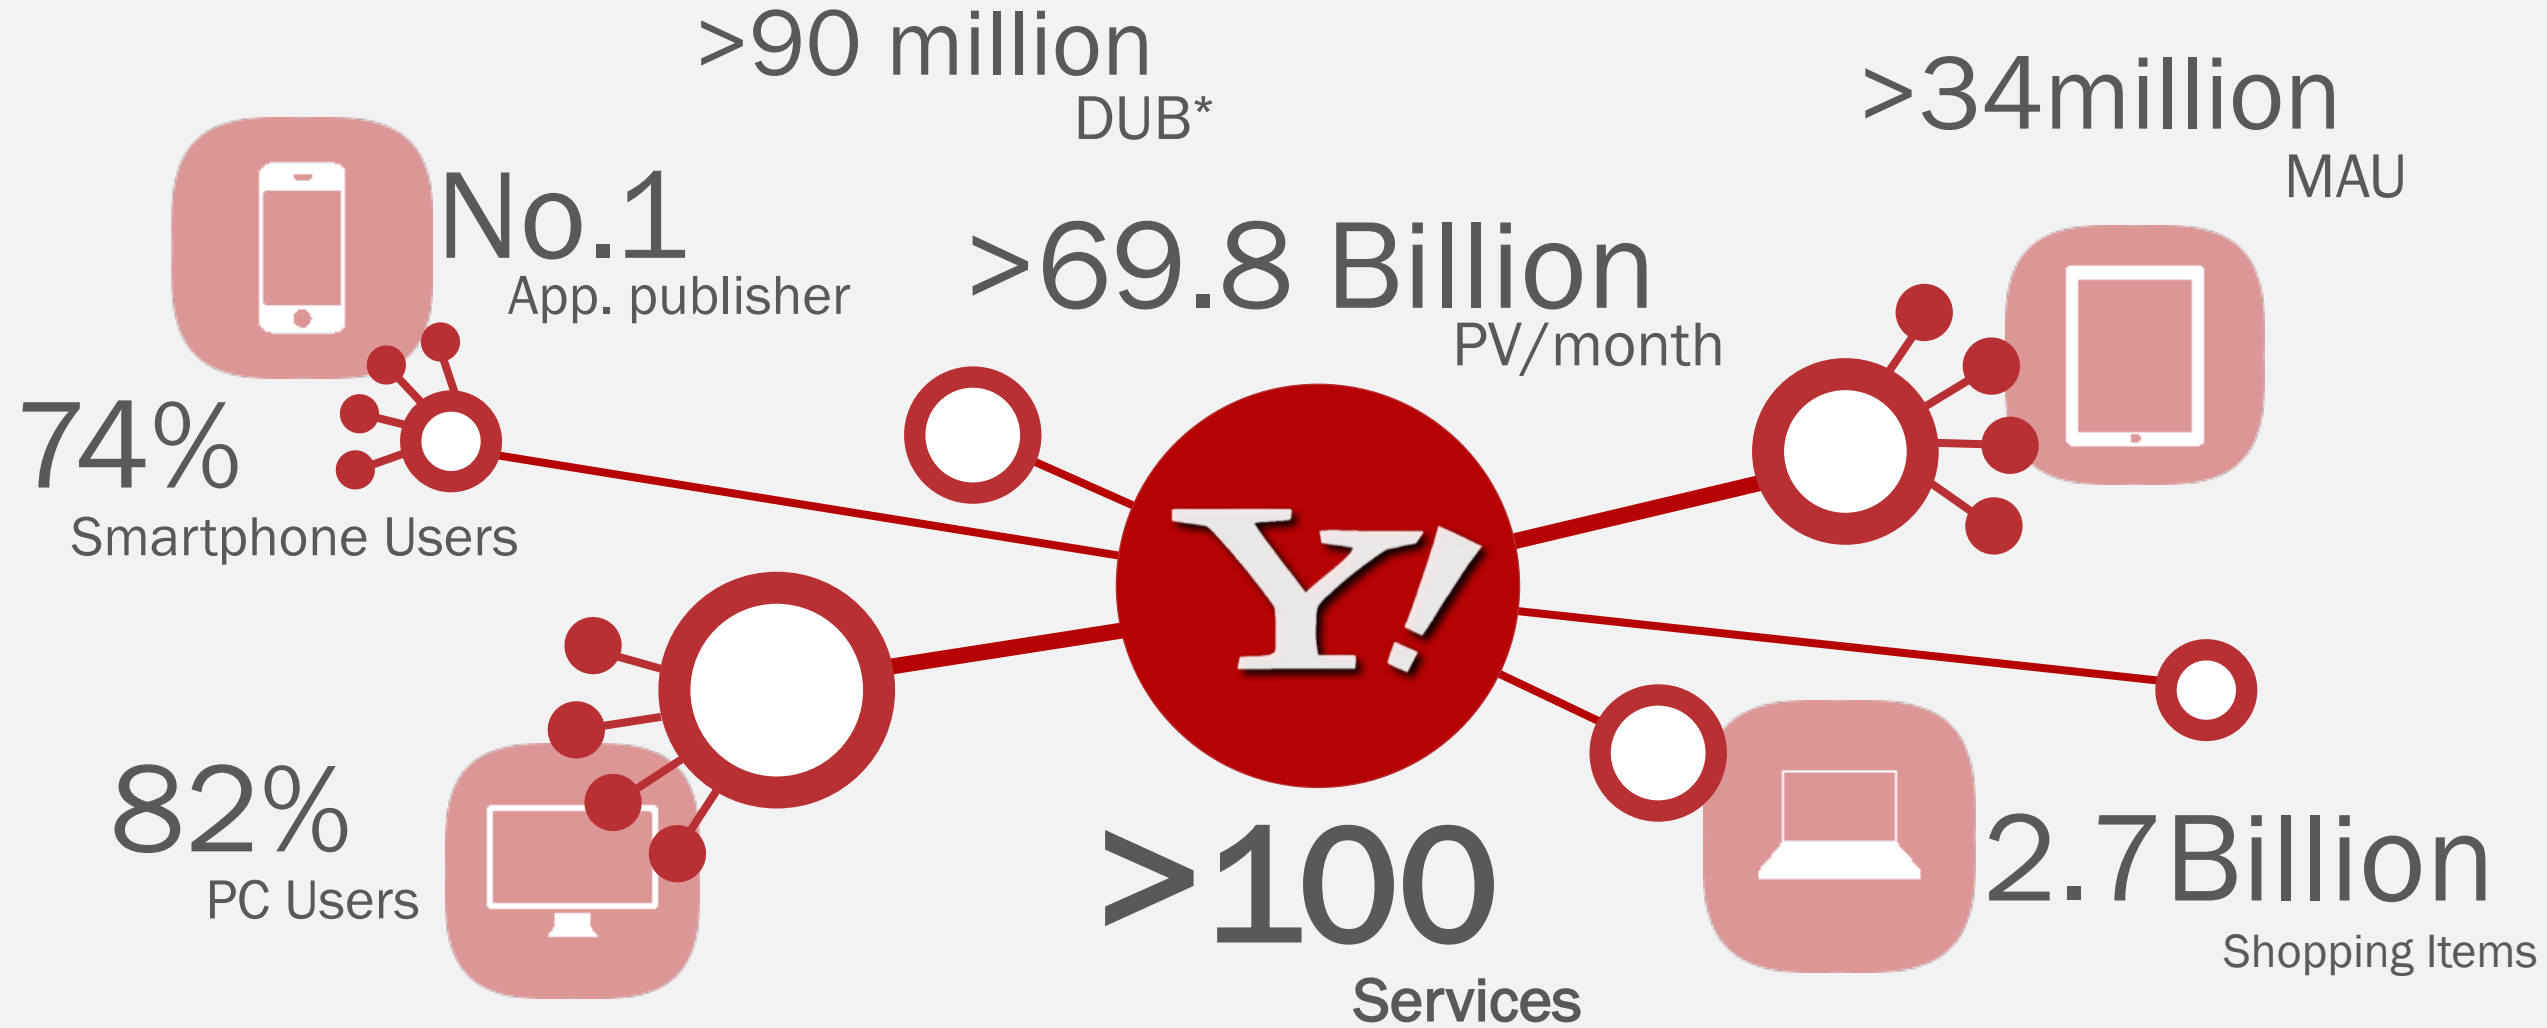 >90 million
DUB*
>34million
MAU
No.1
App. publisher
>69.8 Billion
PV/month
74%
Smartphone Users
Y!
82%
PC Users
>100
Services
2.7Billion
Shopping Items